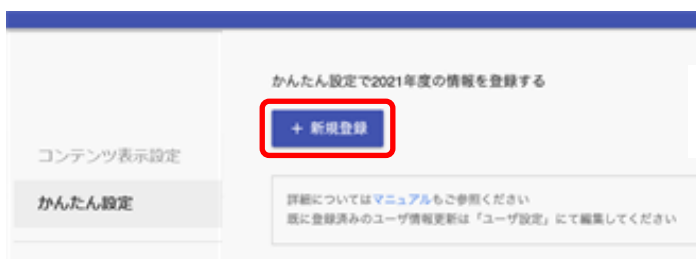 かんたん設定で2021年度の情報を登録する
+ 新規登録
コンテンツ表示設定
かんたん設定
詳細についてはマニュアルもご参照ください
既に登録済みのユーザ情報更新は「ユーザ設定」にて編集してください